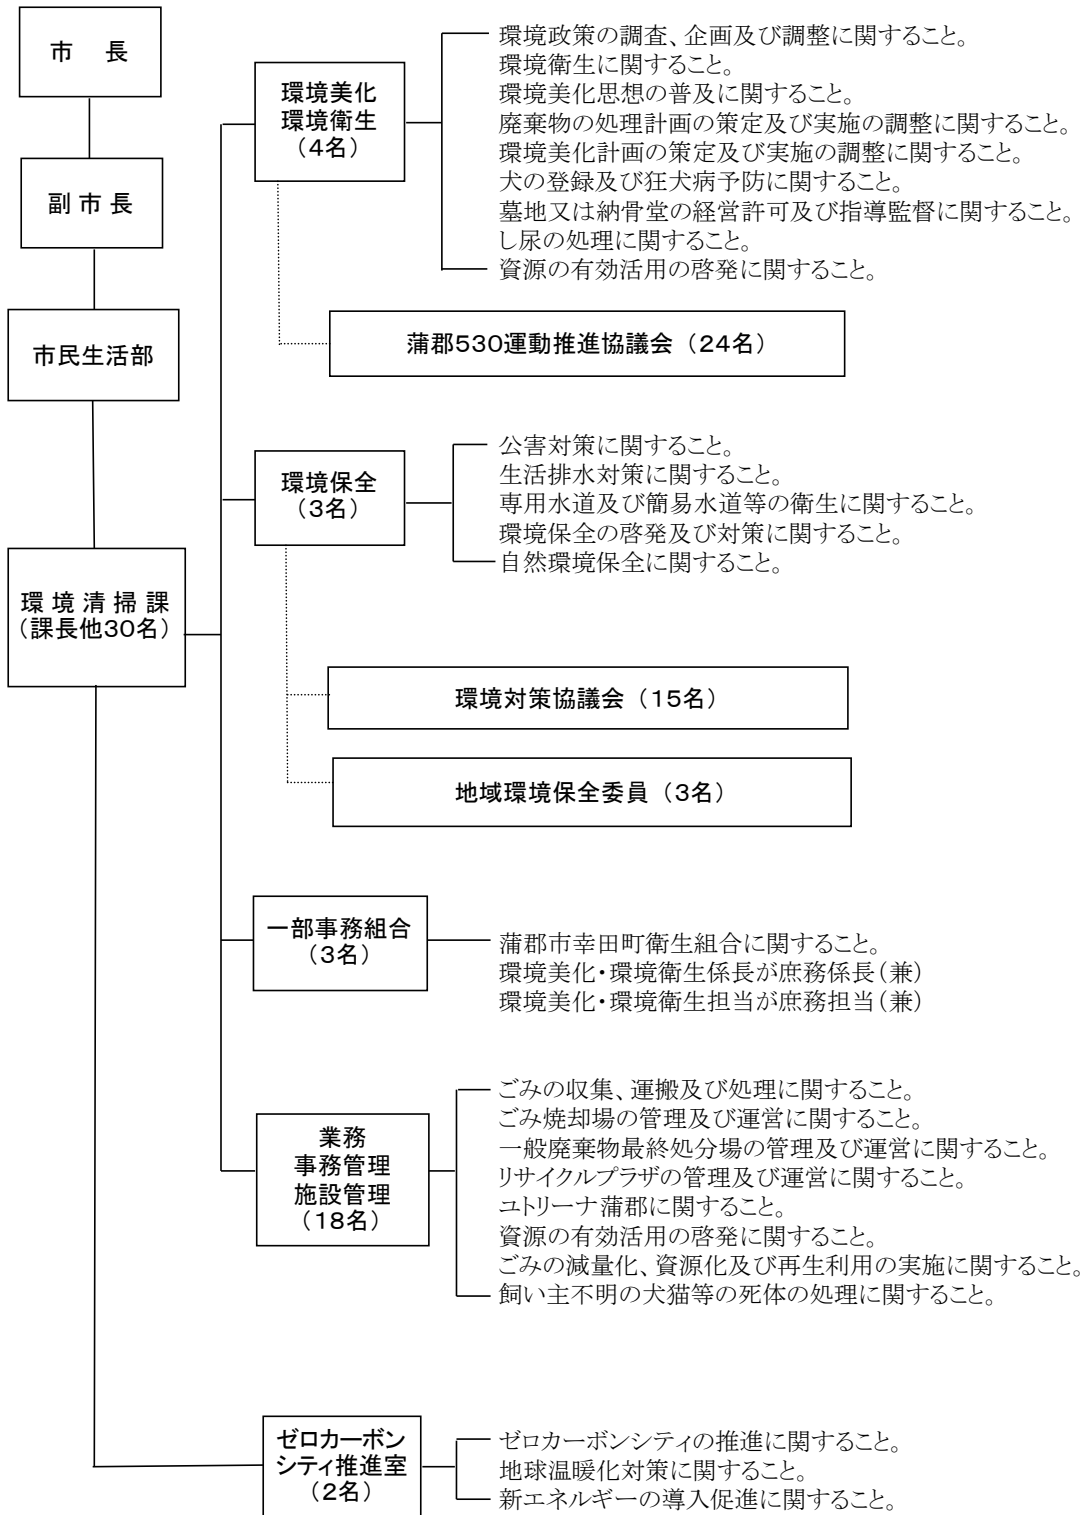 市　長
副 市 長
市民生活部
環 境 清 掃 課
（課長他30名）
環境美化
環境衛生
（4名）
環境政策の調査、企画及び調整に関すること。
環境衛生に関すること。
環境美化思想の普及に関すること。
廃棄物の処理計画の策定及び実施の調整に関すること。
環境美化計画の策定及び実施の調整に関すること。
犬の登録及び狂犬病予防に関すること。
墓地又は納骨堂の経営許可及び指導監督に関すること。
し尿の処理に関すること。
資源の有効活用の啓発に関すること。
蒲郡530運動推進協議会（24名）
環境保全
（3名）
公害対策に関すること。
生活排水対策に関すること。
専用水道及び簡易水道等の衛生に関すること。
環境保全の啓発及び対策に関すること。
自然環境保全に関すること。
環境対策協議会（15名）
地域環境保全委員（3名）
一部事務組合
（3名）
蒲郡市幸田町衛生組合に関すること。
環境美化・環境衛生係長が庶務係長（兼）
環境美化・環境衛生担当が庶務担当（兼）
業務
事務管理
施設管理
（18名）
ごみの収集、運搬及び処理に関すること。
ごみ焼却場の管理及び運営に関すること。
一般廃棄物最終処分場の管理及び運営に関すること。
リサイクルプラザの管理及び運営に関すること。
ユトリーナ蒲郡に関すること。
資源の有効活用の啓発に関すること。
ごみの減量化、資源化及び再生利用の実施に関すること。
飼い主不明の犬猫等の死体の処理に関すること。
ゼロカーボン
シティ推進室
（2名）
ゼロカーボンシティの推進に関すること。
地球温暖化対策に関すること。
新エネルギーの導入促進に関すること。